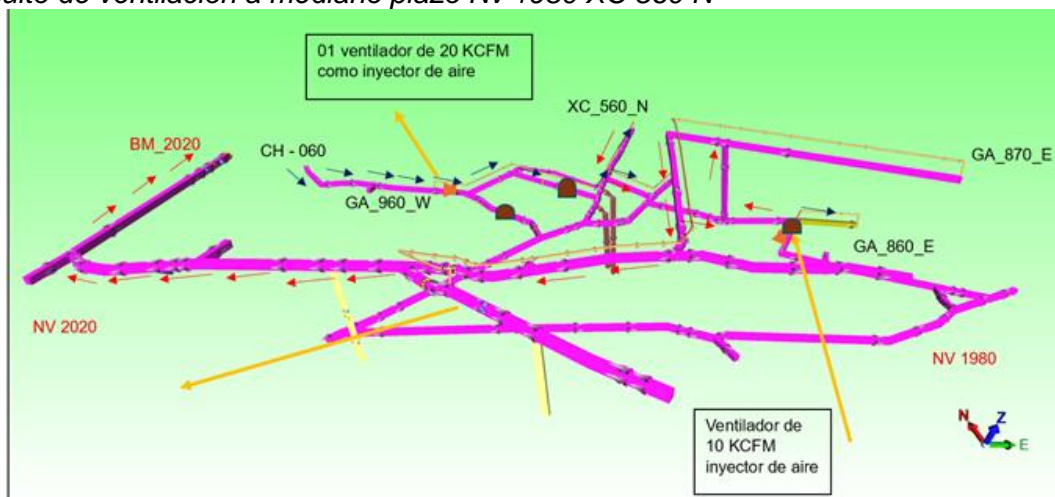 Circuito de ventilación a mediano plazo NV 1980 XC 560 N
01 ventilador de 20 KCFM
como inyector de aire
XC_560_N
BM_2020
CH - 060
GA_870_E
GA_960_W
GA_860_E
NV 2020
NV 1980
Ventilador de
10 KCFM
inyector de aire
N
Z
E